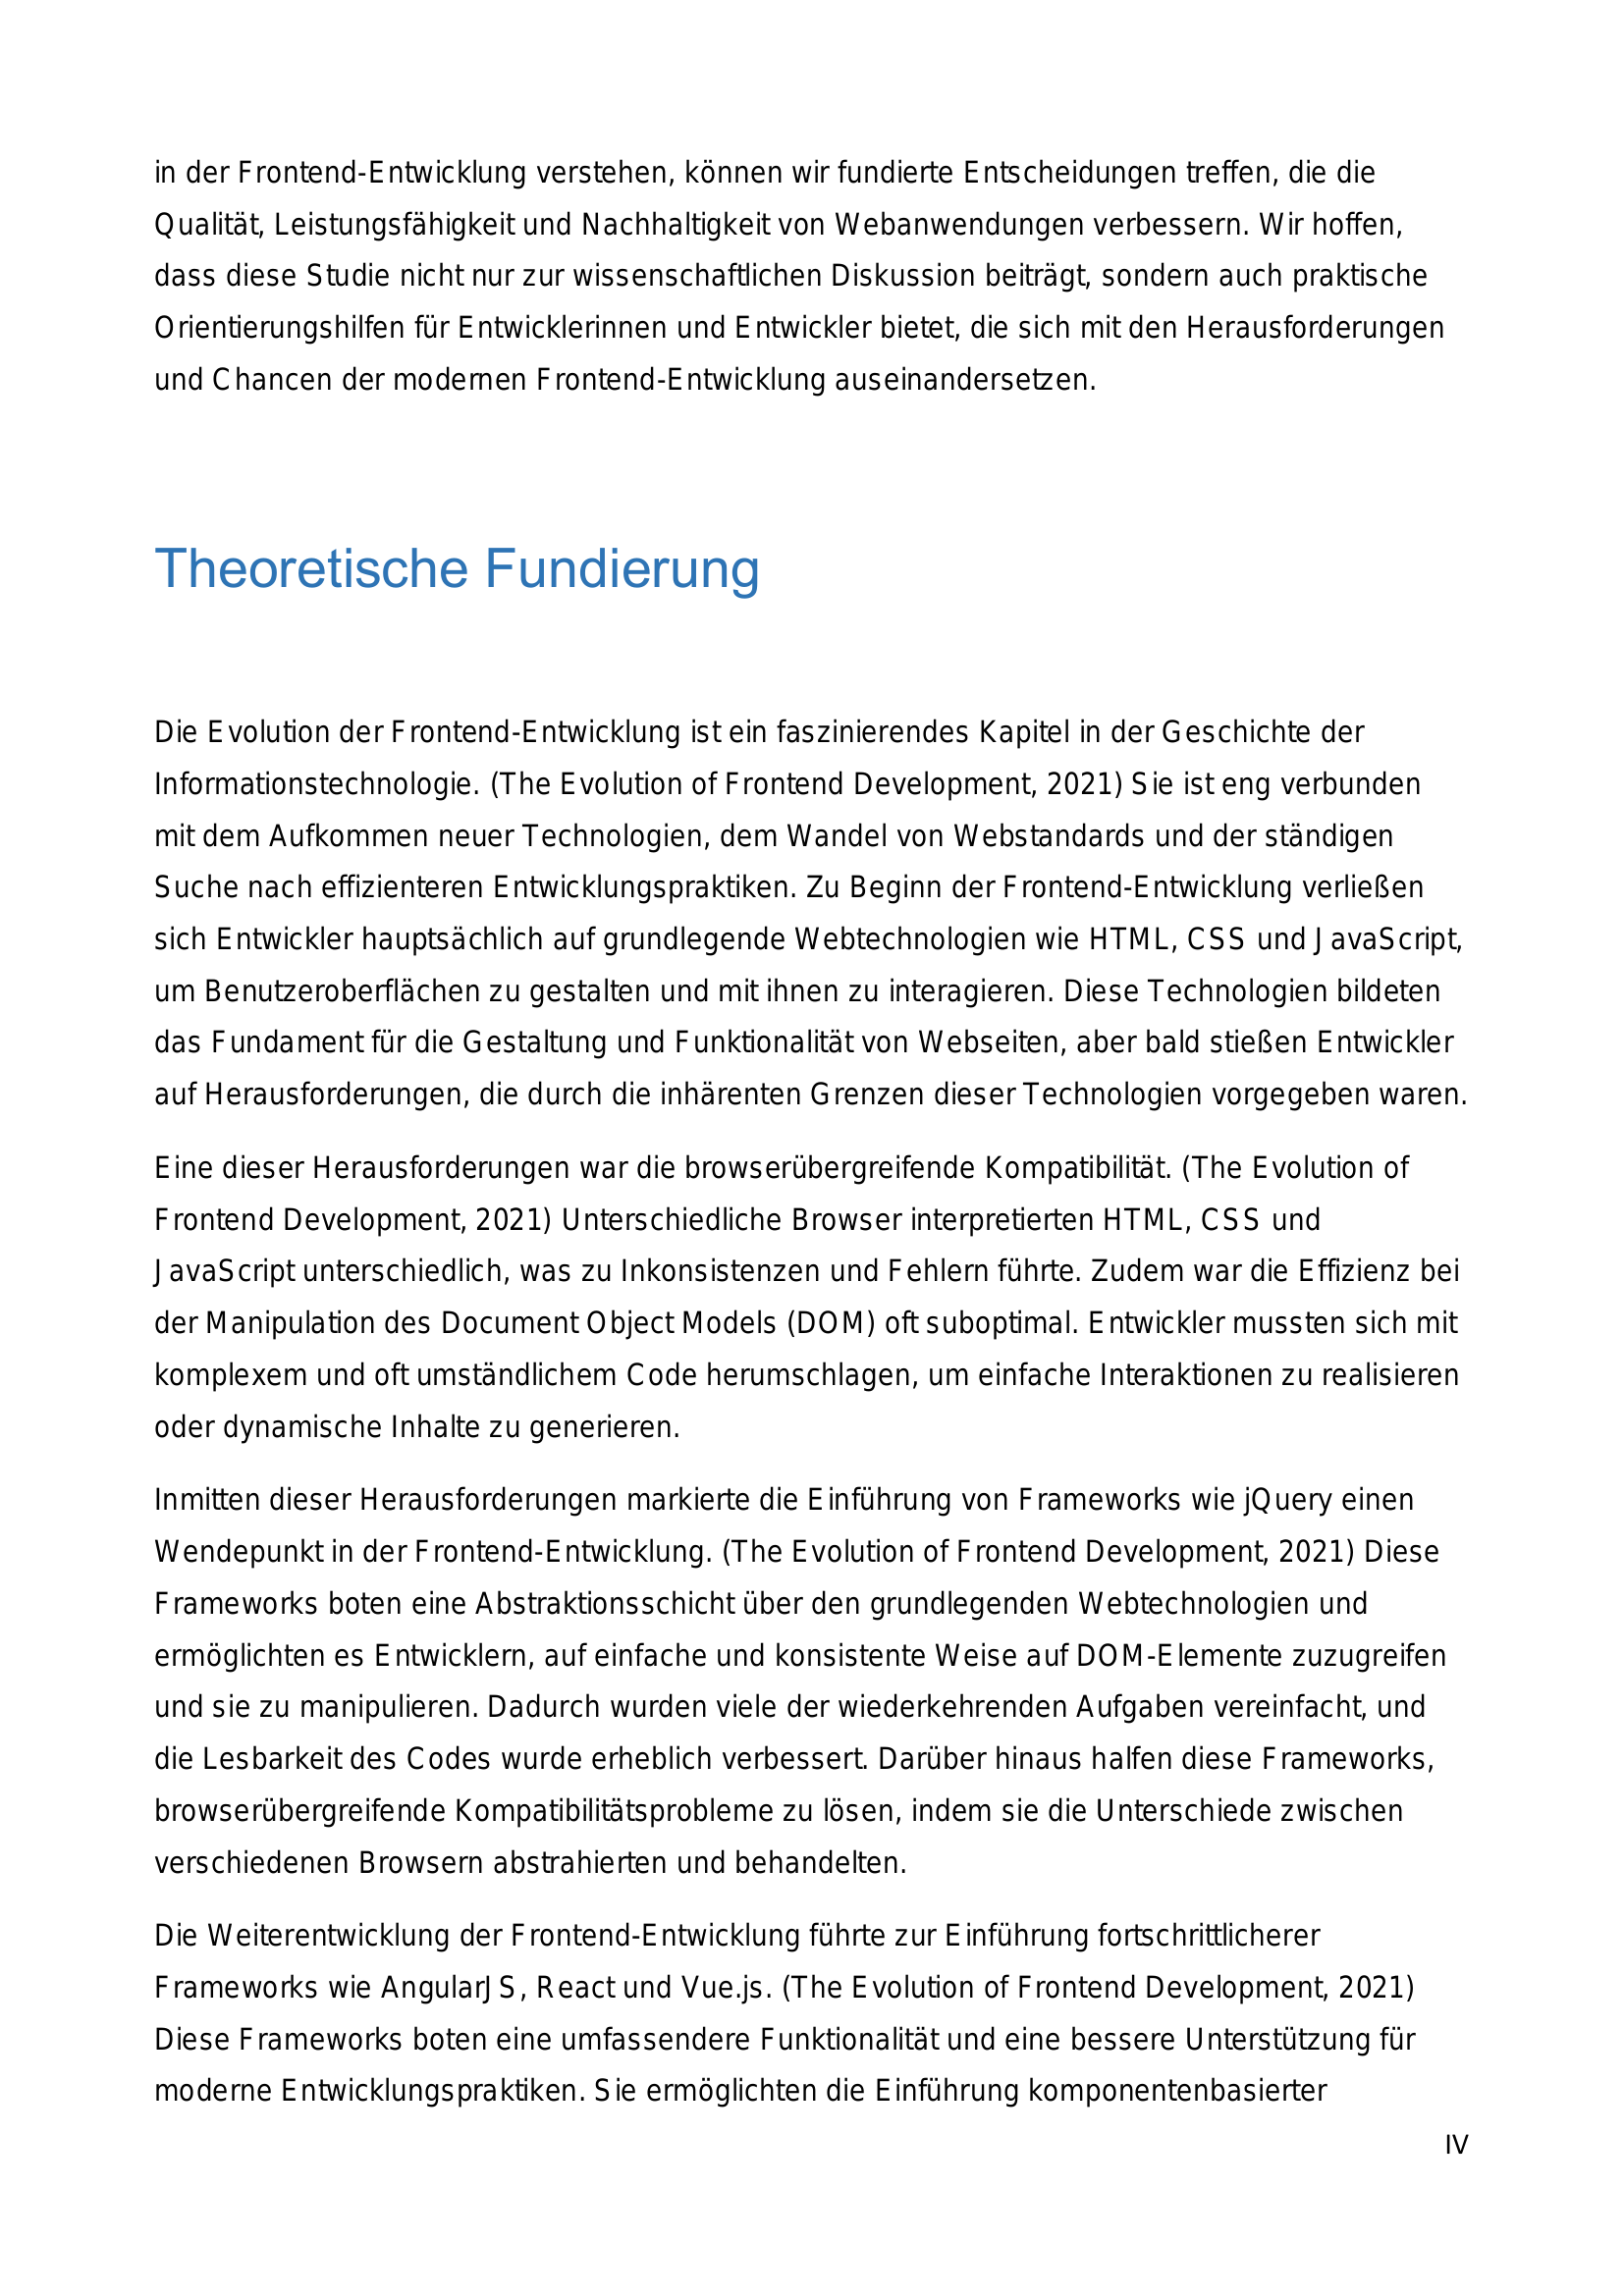 in der Frontend-Entwicklung verstehen, können wir fundierte Entscheidungen treffen, die die
Qualität, Leistungsfähigkeit und Nachhaltigkeit von Webanwendungen verbessern. Wir hoffen,
dass diese Studie nicht nur zur wissenschaftlichen Diskussion beiträgt, sondern auch praktische
Orientierungshilfen für Entwicklerinnen und Entwickler bietet, die sich mit den Herausforderungen
und Chancen der modernen Frontend-Entwicklung auseinandersetzen.
Theoretische Fundierung
Die Evolution der Frontend-Entwicklung ist ein faszinierendes Kapitel in der Geschichte der
Informationstechnologie. (The Evolution of Frontend Development, 2021) Sie ist eng verbunden
mit dem Aufkommen neuer Technologien, dem Wandel von Webstandards und der ständigen
Suche nach effizienteren Entwicklungspraktiken. Zu Beginn der Frontend-Entwicklung verließen
sich Entwickler hauptsächlich auf grundlegende Webtechnologien wie HTML, CSS und JavaScript,
um Benutzeroberflächen zu gestalten und mit ihnen zu interagieren. Diese Technologien bildeten
das Fundament für die Gestaltung und Funktionalität von Webseiten, aber bald stießen Entwickler
auf Herausforderungen, die durch die inhärenten Grenzen dieser Technologien vorgegeben waren.
Eine dieser Herausforderungen war die browserübergreifende Kompatibilität. (The Evolution of
Frontend Development, 2021) Unterschiedliche Browser interpretierten HTML, CSS und
JavaScript unterschiedlich, was zu Inkonsistenzen und Fehlern führte. Zudem war die Effizienz bei
der Manipulation des Document Object Models (DOM) oft suboptimal. Entwickler mussten sich mit
komplexem und oft umständlichem Code herumschlagen, um einfache Interaktionen zu realisieren
oder dynamische Inhalte zu generieren.
Inmitten dieser Herausforderungen markierte die Einführung von Frameworks wie jQuery einen
Wendepunkt in der Frontend-Entwicklung. (The Evolution of Frontend Development, 2021) Diese
Frameworks boten eine Abstraktionsschicht über den grundlegenden Webtechnologien und
ermöglichten es Entwicklern, auf einfache und konsistente Weise auf DOM-Elemente zuzugreifen
und sie zu manipulieren. Dadurch wurden viele der wiederkehrenden Aufgaben vereinfacht, und
die Lesbarkeit des Codes wurde erheblich verbessert. Darüber hinaus halfen diese Frameworks,
browserübergreifende Kompatibilitätsprobleme zu lösen, indem sie die Unterschiede zwischen
verschiedenen Browsern abstrahierten und behandelten.
Die Weiterentwicklung der Frontend-Entwicklung führte zur Einführung fortschrittlicherer
Frameworks wie AngularJS, React und Vue.js. (The Evolution of Frontend Development, 2021)
Diese Frameworks boten eine umfassendere Funktionalität und eine bessere Unterstützung für
moderne Entwicklungspraktiken. Sie ermöglichten die Einführung komponentenbasierter
IV